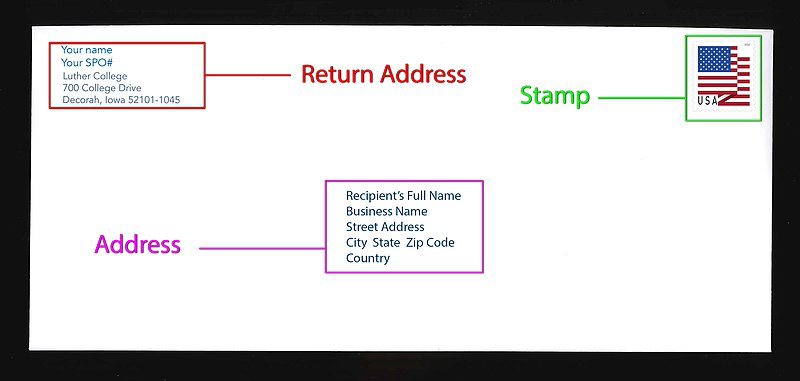 Your name
Your SPO#
Luther College
700 College Drive
Decorah, Iowa 52101-1045
Return Address
Stamp
USA
Recipient's Full Name
Business Name
Street Address
City State Zip Code
Country
Address